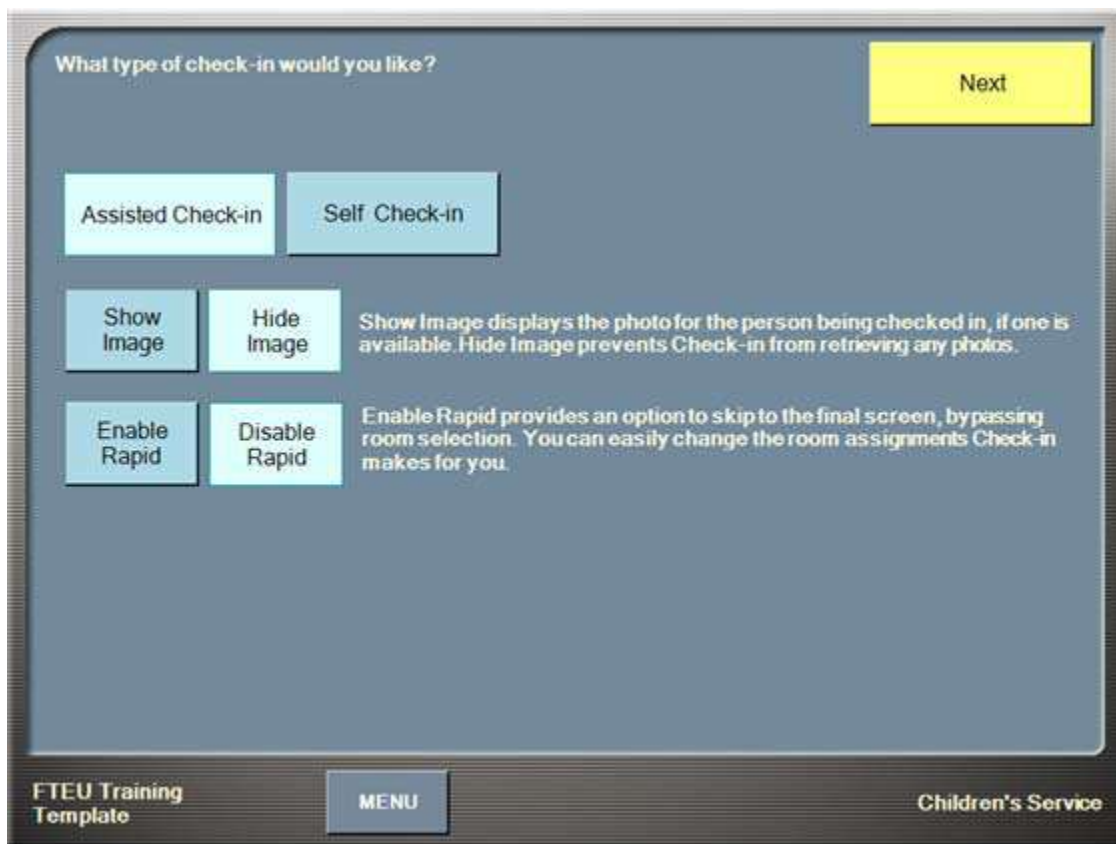 What type of check-in would you like?
Next
Assisted Check-in
Self Check-in
Show
Image
Hide
Image
Show Image displays the photo for the person being checked in, if one is
available. Hide Image prevents Check-in from retrieving any photos.
Enable
Rapid
Disable
Rapid
Enable Rapid provides an option to skip to the final screen, bypassing
room selection. You can easily change the room assignments Check-in
makes for you.
FTEU Training
Template
MENU
Children's Service